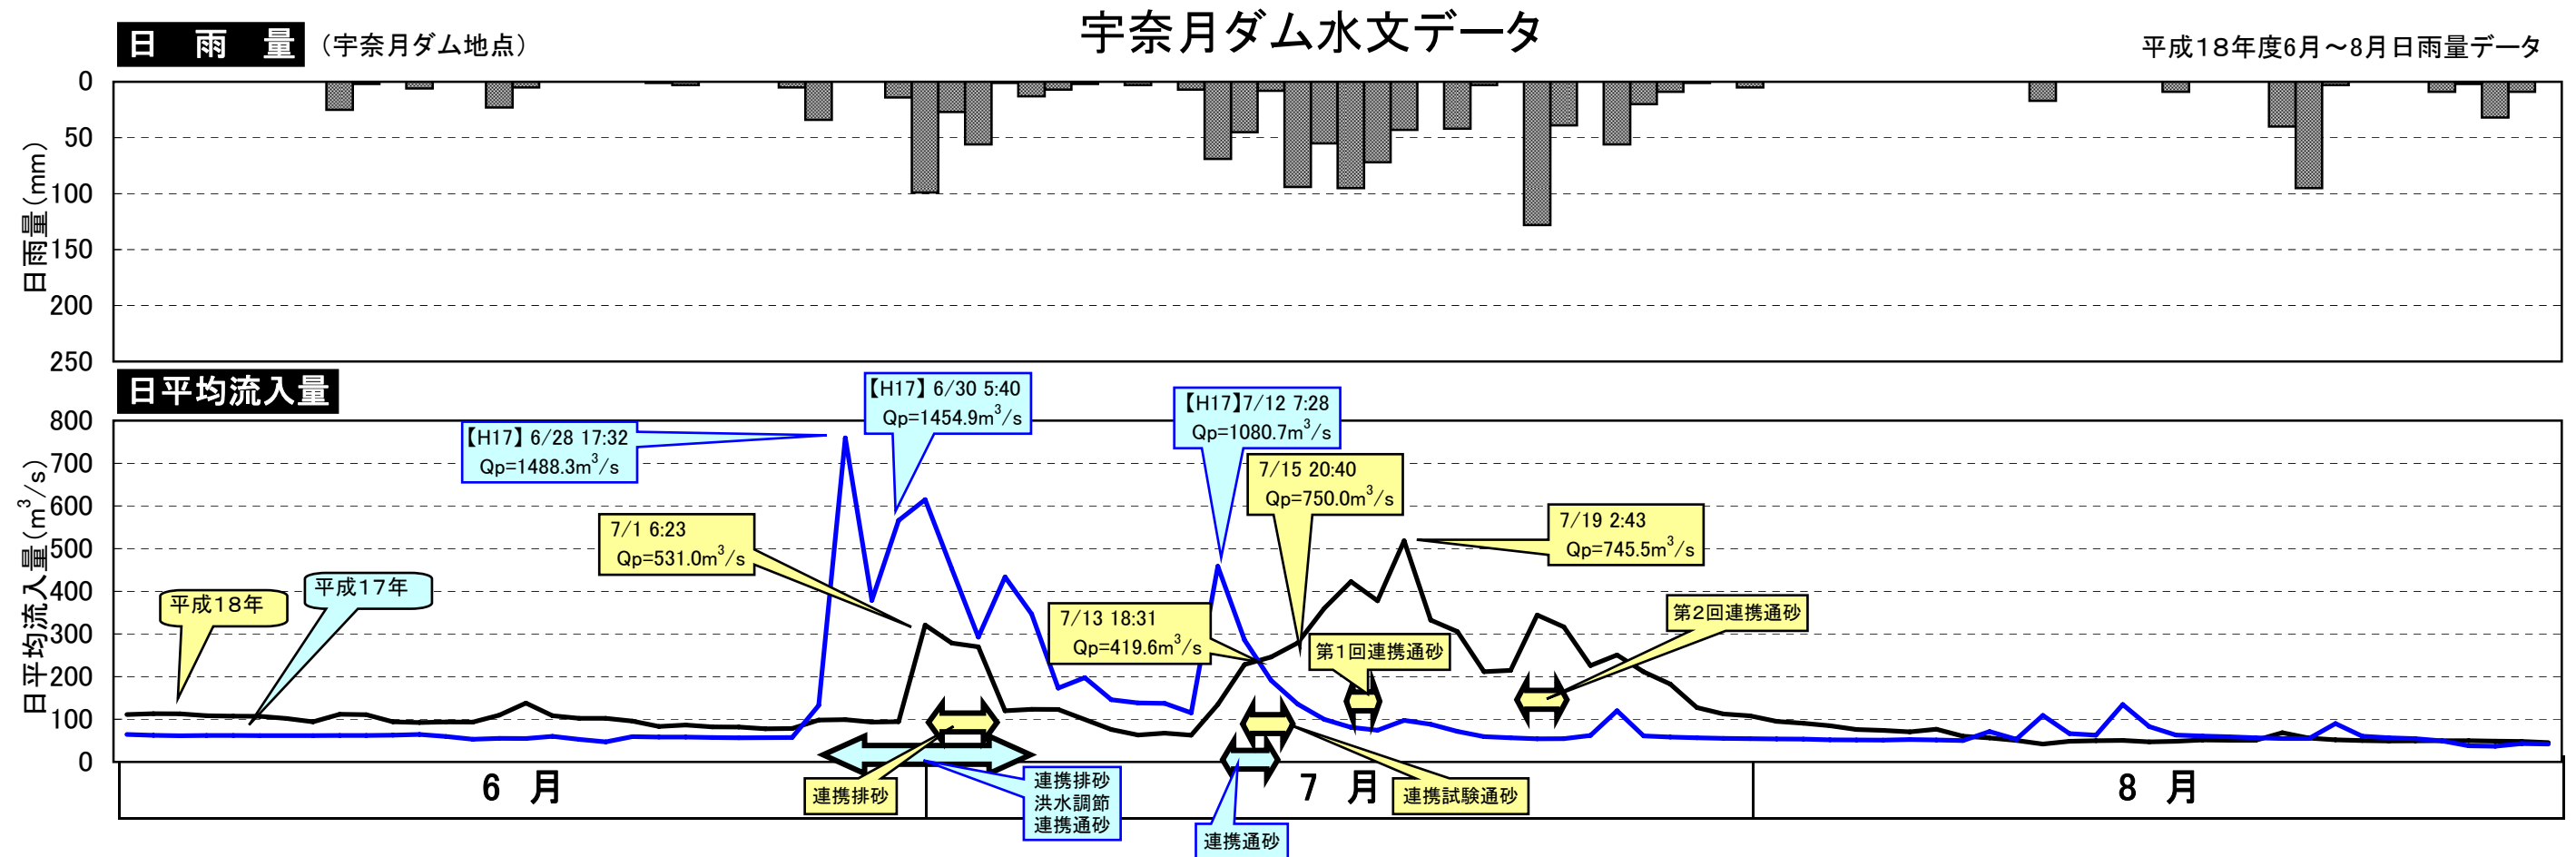 宇奈月ダム水文データ
日 雨 量
（宇奈月ダム地点）
平成１８年度6月～8月日雨量データ
日雨量(mm)
0
50
100
150
200
250
日平均流入量
日平均流入量(m³/s)
800
700
600
500
400
300
200
100
0
【H17】 6/28 17:32
Qp=1488.3m³/s
【H17】 6/30 5:40
Qp=1454.9m³/s
【H17】7/12 7:28
Qp=1080.7m³/s
7/15 20:40
Qp=750.0m³/s
7/1 6:23
Qp=531.0m³/s
7/19 2:43
Qp=745.5m³/s
平成１８年
平成１７年
7/13 18:31
Qp=419.6m³/s
第１回連携通砂
第２回連携通砂
連携排砂
連携排砂
洪水調節
連携通砂
連携通砂
連携試験通砂
6 月
7 月
8 月